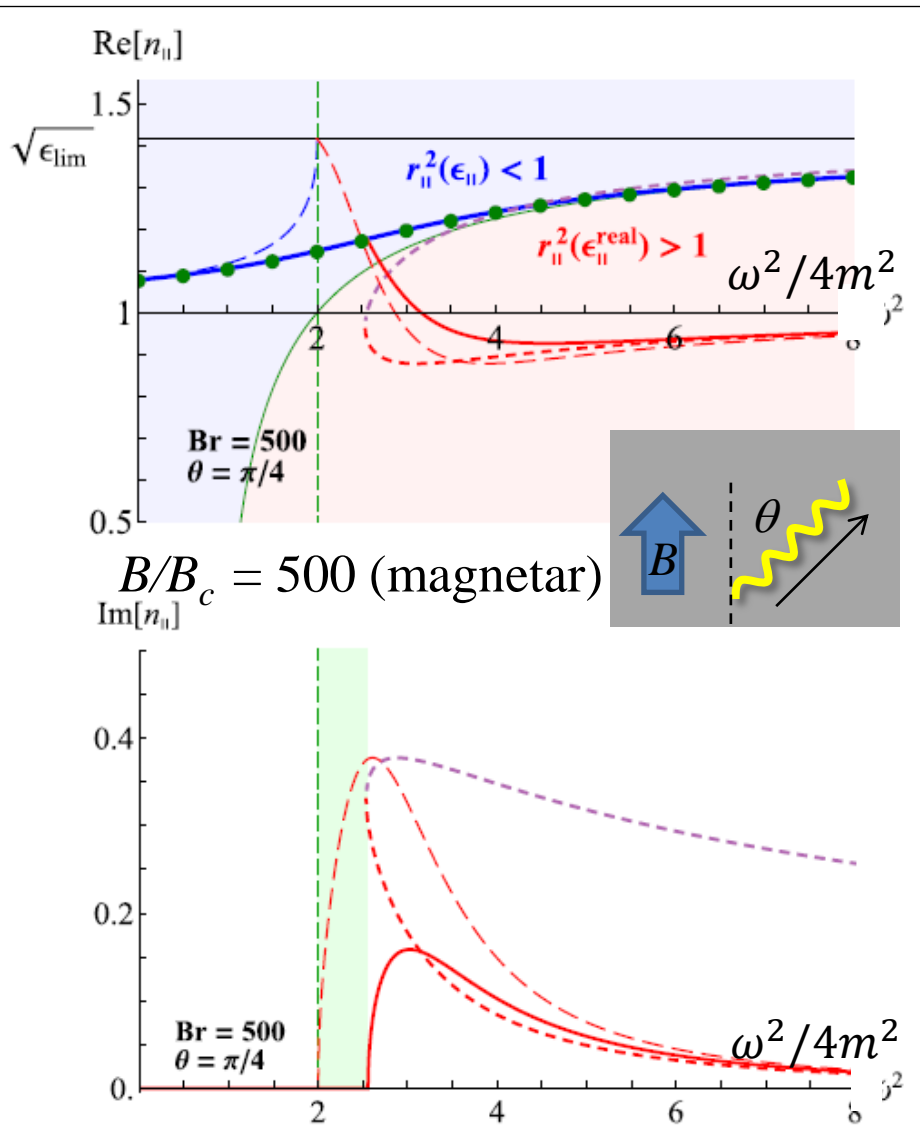 Re[n∥]
1.5
√ϵlim
r∥²(ϵ∥) < 1
r∥²(ϵ∥^real) > 1
ω²/4m²
1
2 4 6
Br = 500
θ = π/4
0.5
B θ
B/Bc = 500 (magnetar)
Im[n∥]
0.4
0.2
Br = 500
θ = π/4
ω²/4m²
0.
2 4 6